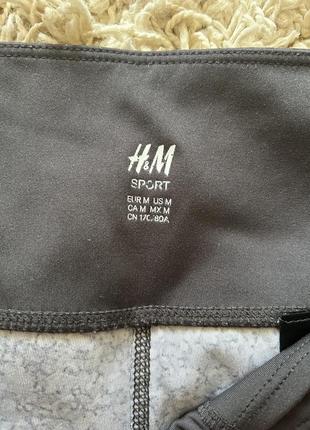 H&M
SPORT
EUR M US M
CA M MX M
CN 170/80A